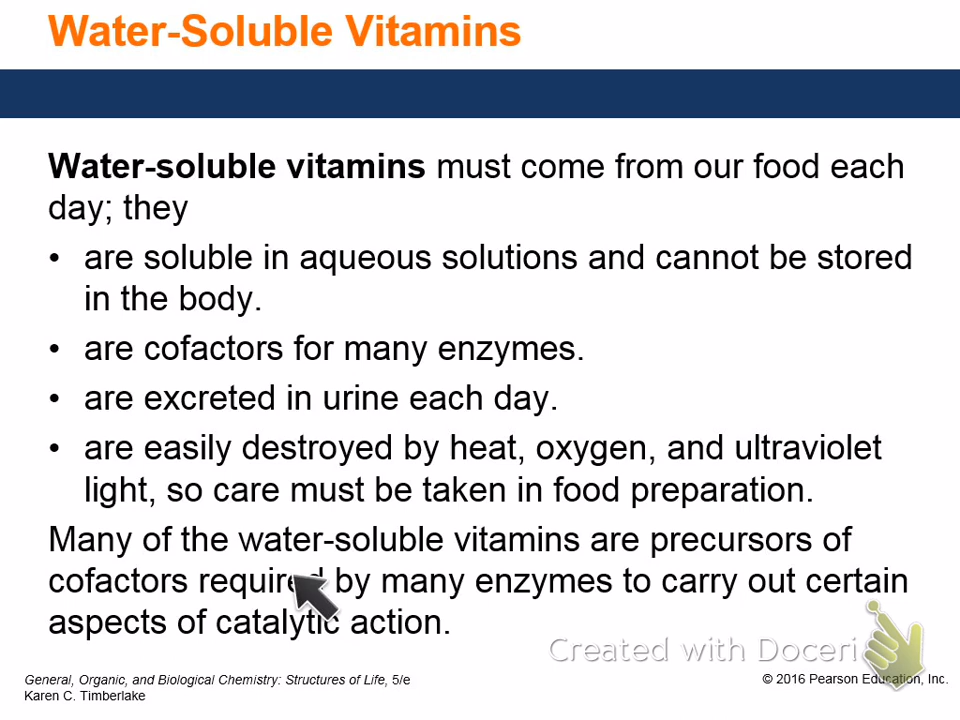 Water-Soluble Vitamins
Water-soluble vitamins must come from our food each
day; they
• are soluble in aqueous solutions and cannot be stored
in the body.
• are cofactors for many enzymes.
• are excreted in urine each day.
• are easily destroyed by heat, oxygen, and ultraviolet
light, so care must be taken in food preparation.
Many of the water-soluble vitamins are precursors of
cofactors required by many enzymes to carry out certain
aspects of catalytic action.
Created with Doceri
General, Organic, and Biological Chemistry: Structures of Life, 5/e
Karen C. Timberlake
© 2016 Pearson Education, Inc.